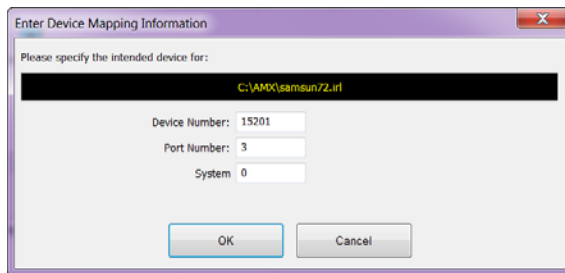 Enter Device Mapping Information
Please specify the intended device for:
C:\AMX\samsun72.irl
Device Number: 15201
Port Number: 3
System 0
OK Cancel